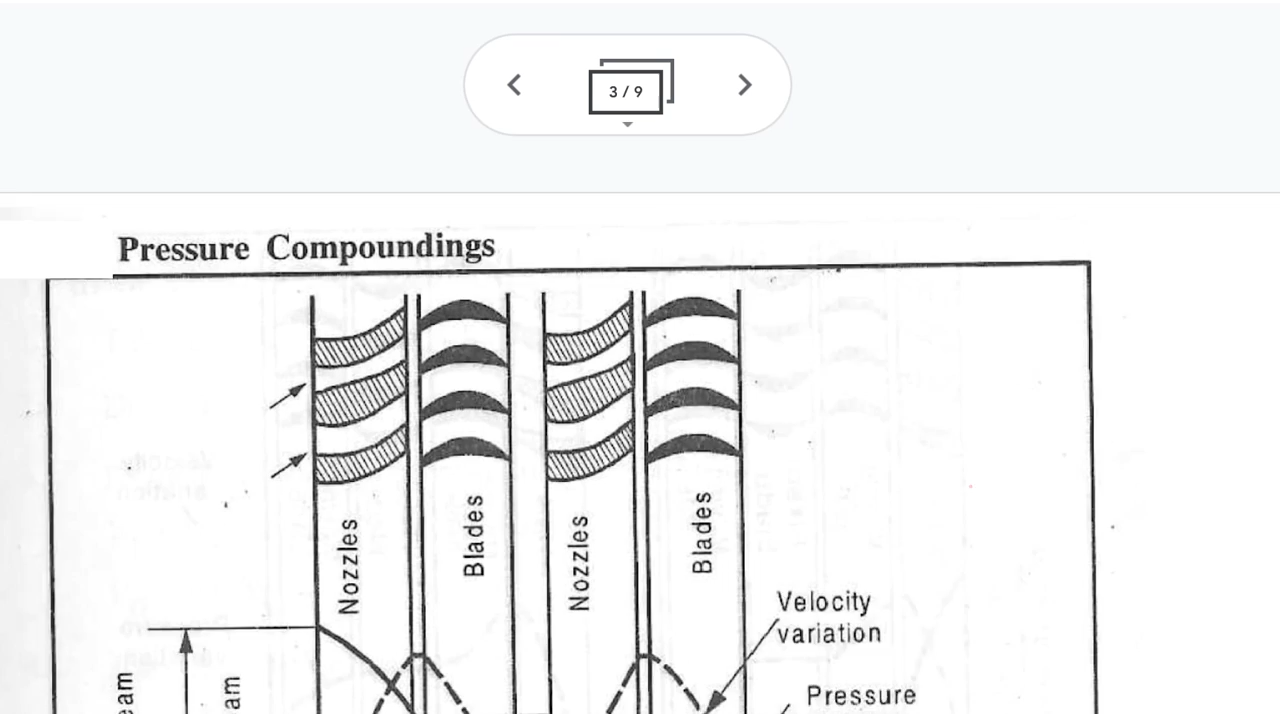 3 / 9
Pressure Compoundings
Nozzles
Blades
Nozzles
Blades
Velocity
variation
Pressure